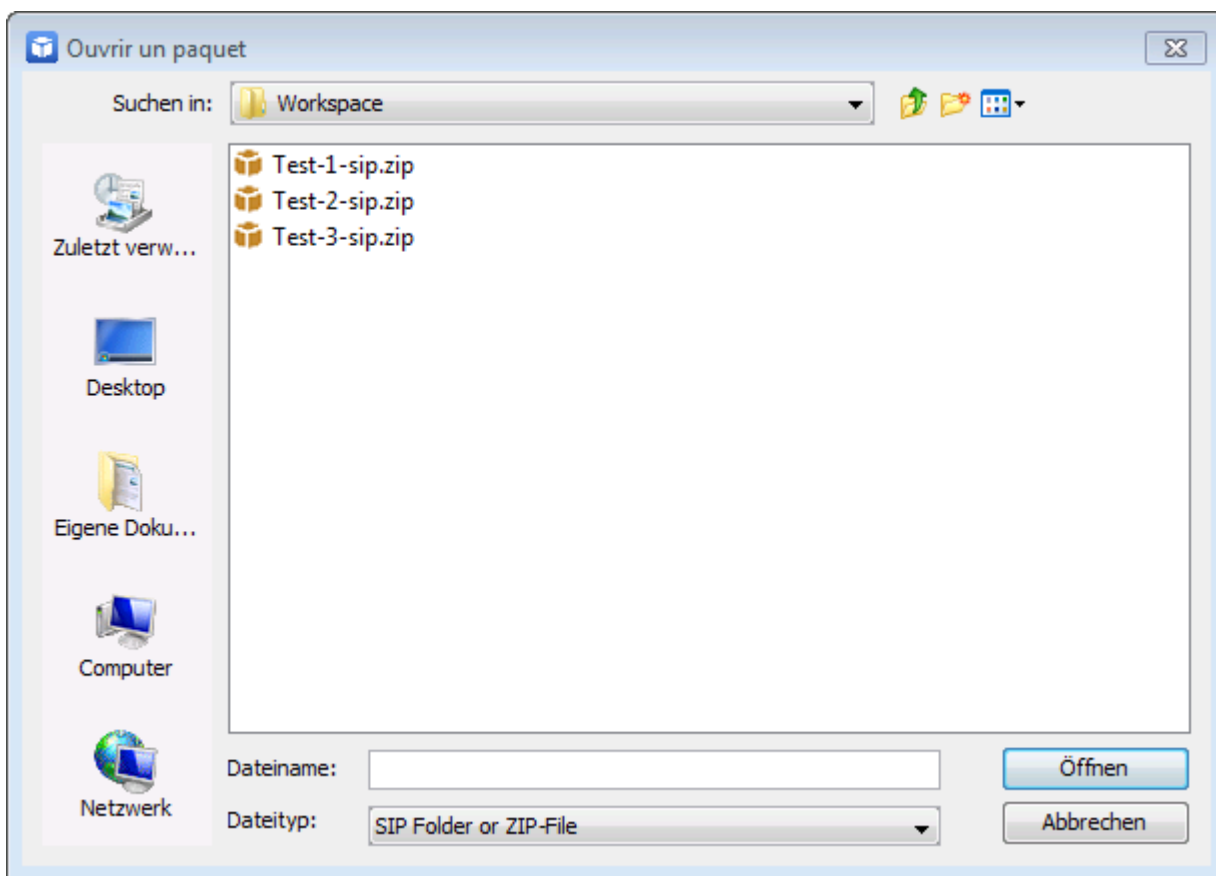 Ouvrir un paquet
Suchen in:
Workspace
Test-1-sip.zip
Test-2-sip.zip
Test-3-sip.zip
Zuletzt verw...
Desktop
Eigene Doku...
Computer
Netzwerk
Dateiname:
Öffnen
Dateityp:
SIP Folder or ZIP-File
Abbrechen